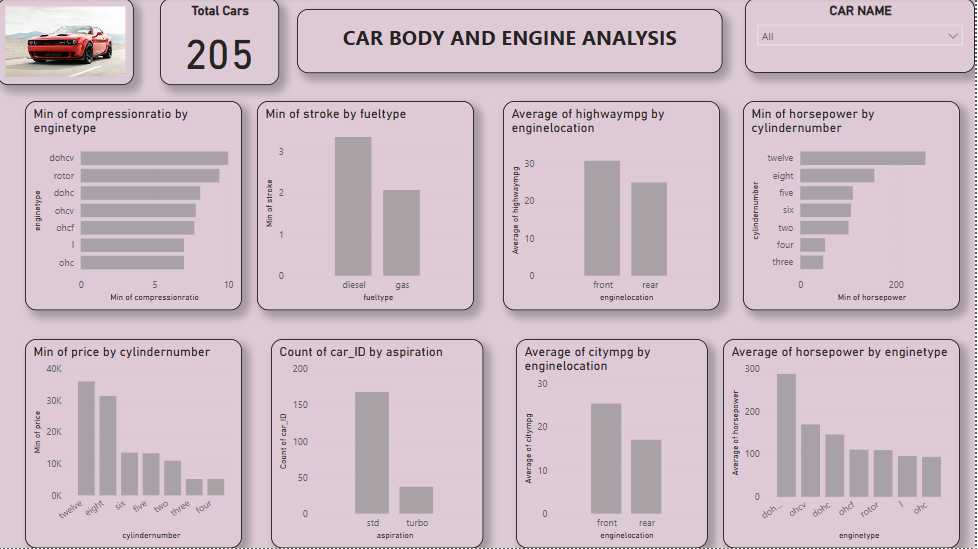 Total Cars
205
CAR BODY AND ENGINE ANALYSIS
CAR NAME
All
Min of compressionratio by
enginetype
enginetype
dohcv
rotor
dohc
ohcv
ohcf
l
ohc
0
5
10
Min of compressionratio
Min of stroke by fueltype
Min of stroke
3
2
1
0
diesel
gas
fueltype
Average of highwaympg by
enginelocation
Average of highwaympg
30
20
10
0
front
rear
enginelocation
Min of horsepower by
cylindernumber
cylindernumber
twelve
eight
five
six
two
four
three
0
200
Min of horsepower
Min of price by cylindernumber
Min of price
40K
30K
20K
10K
0K
twelve
eight
six
five
two
three
four
cylindernumber
Count of car_ID by aspiration
Count of car_ID
200
150
100
50
0
std
turbo
aspiration
Average of citympg by
enginelocation
Average of citympg
30
20
10
0
front
rear
enginelocation
Average of horsepower by enginetype
Average of horsepower
300
200
100
0
doh...
ohcv
dohc
ohcf
rotor
l
ohc
enginetype